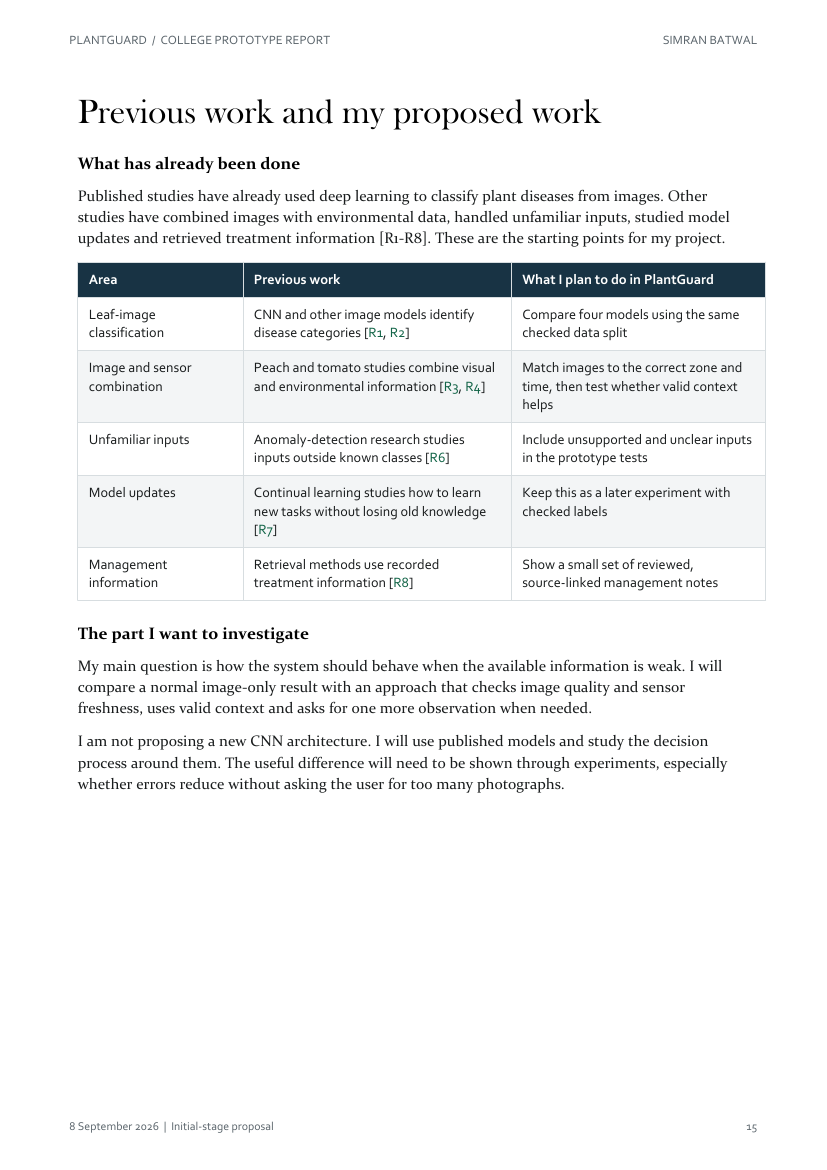 PLANTGUARD / COLLEGE PROTOTYPE REPORT
SIMRAN BATWAL
Previous work and my proposed work
What has already been done
Published studies have already used deep learning to classify plant diseases from images. Other
studies have combined images with environmental data, handled unfamiliar inputs, studied model
updates and retrieved treatment information [R1-R8]. These are the starting points for my project.
Area
Previous work
What I plan to do in PlantGuard
Leaf-image
classification
CNN and other image models identify
disease categories [R1, R2]
Compare four models using the same
checked data split
Image and sensor
combination
Peach and tomato studies combine visual
and environmental information [R3, R4]
Match images to the correct zone and
time, then test whether valid context
helps
Unfamiliar inputs
Anomaly-detection research studies
inputs outside known classes [R6]
Include unsupported and unclear inputs
in the prototype tests
Model updates
Continual learning studies how to learn
new tasks without losing old knowledge
[R7]
Keep this as a later experiment with
checked labels
Management
information
Retrieval methods use recorded
treatment information [R8]
Show a small set of reviewed,
source-linked management notes
The part I want to investigate
My main question is how the system should behave when the available information is weak. I will
compare a normal image-only result with an approach that checks image quality and sensor
freshness, uses valid context and asks for one more observation when needed.
I am not proposing a new CNN architecture. I will use published models and study the decision
process around them. The useful difference will need to be shown through experiments, especially
whether errors reduce without asking the user for too many photographs.
8 September 2026 | Initial-stage proposal
15